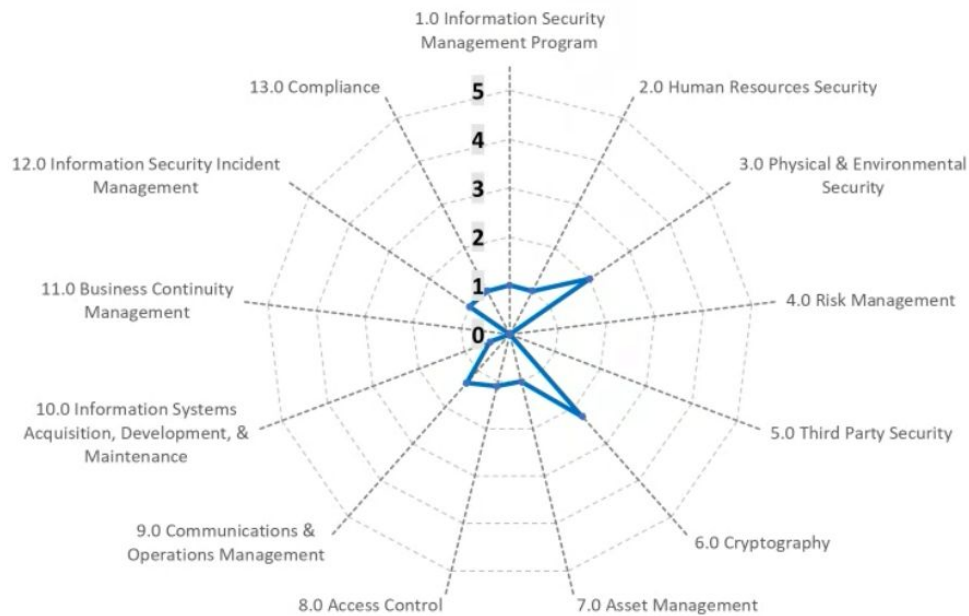 1.0 Information Security
Management Program
13.0 Compliance
2.0 Human Resources Security
12.0 Information Security Incident
Management
3.0 Physical & Environmental
Security
11.0 Business Continuity
Management
4.0 Risk Management
10.0 Information Systems
Acquisition, Development, &
Maintenance
5.0 Third Party Security
9.0 Communications &
Operations Management
6.0 Cryptography
8.0 Access Control
7.0 Asset Management
5
4
3
2
1
0